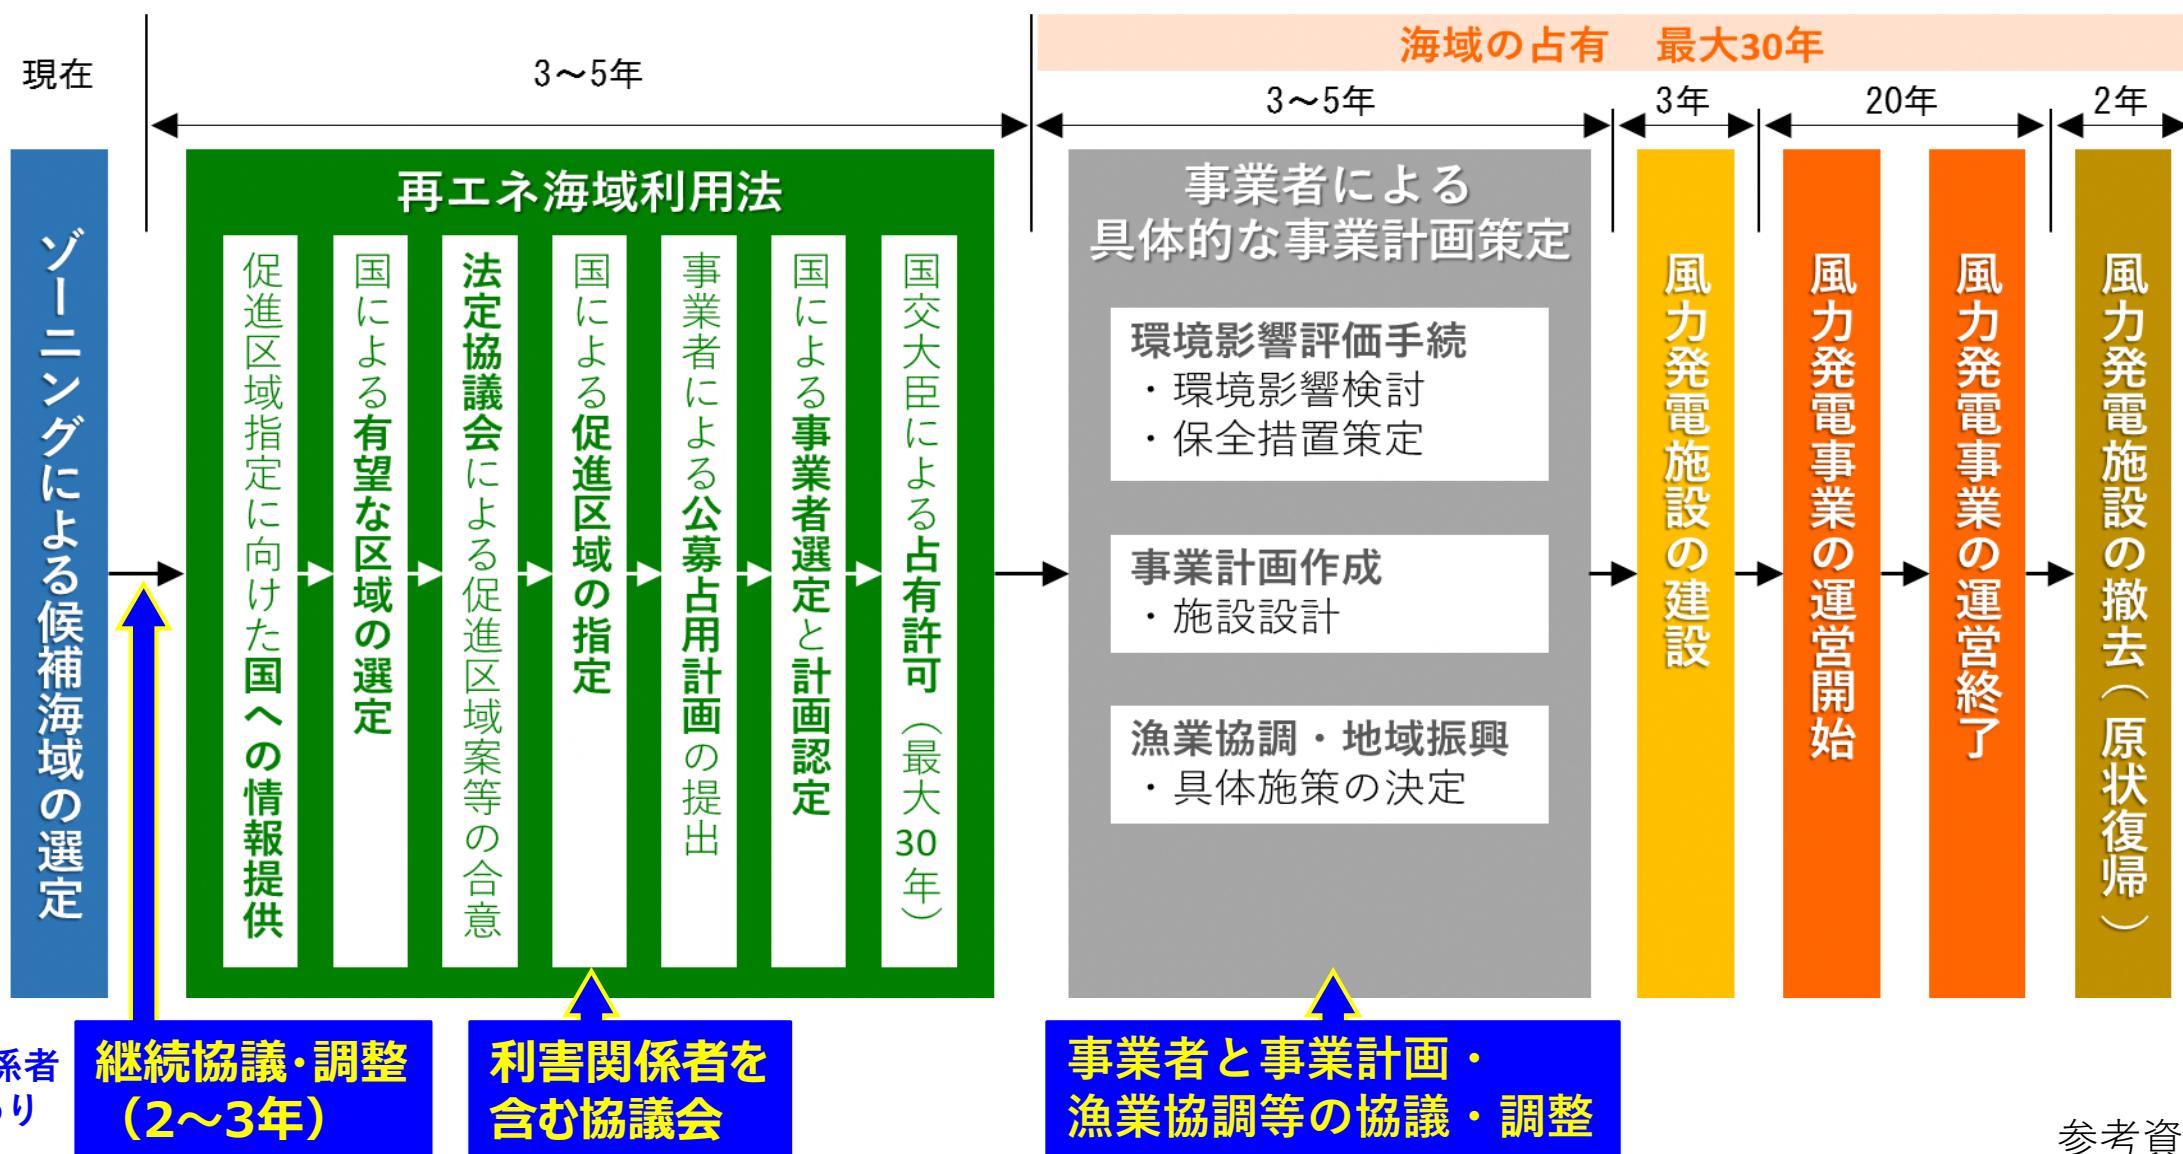 海域の占有　最大30年
現在
3～5年
3～5年
3年
20年
2年
ゾーニングによる候補海域の選定
再エネ海域利用法
促進区域指定に向けた国への情報提供
国による有望な区域の選定
法定協議会による促進区域案等の合意
国による促進区域の指定
事業者による公募占用計画の提出
国による事業者選定と計画認定
国交大臣による占有許可（最大30年）
事業者による
具体的な事業計画策定
環境影響評価手続
・環境影響検討
・保全措置策定
事業計画作成
・施設設計
漁業協調・地域振興
・具体施策の決定
風力発電施設の建設
風力発電事業の運営開始
風力発電事業の運営終了
風力発電施設の撤去（原状復帰）
係者
り
継続協議・調整
（2～3年）
利害関係者を
含む協議会
事業者と事業計画・
漁業協調等の協議・調整
参考資